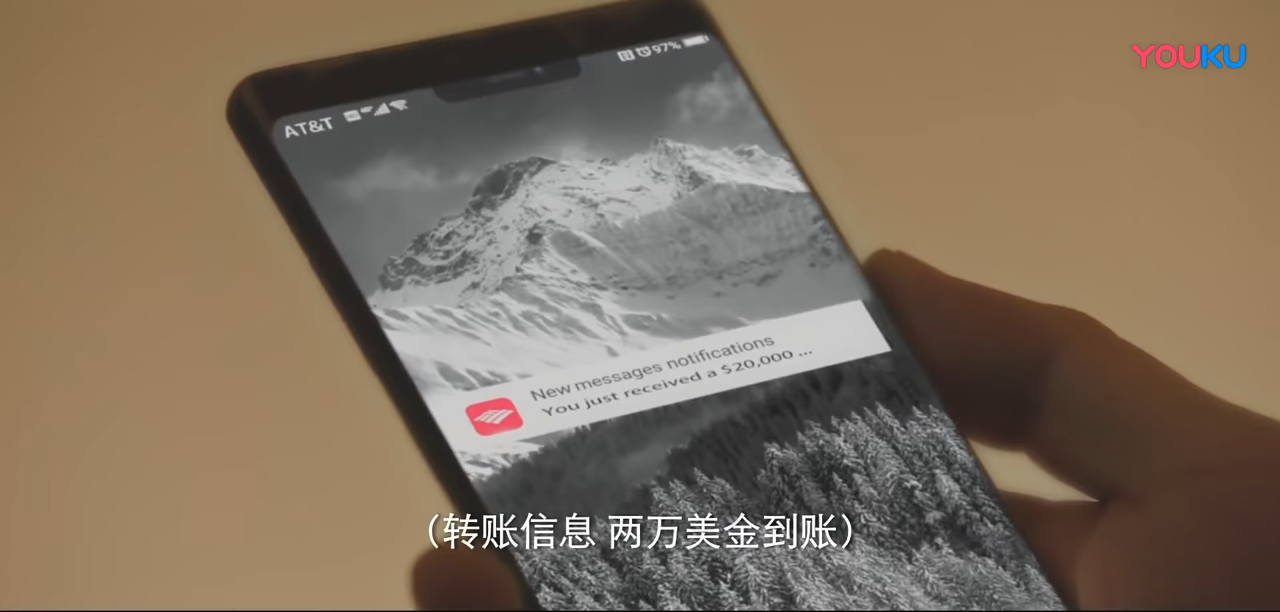 YOUKU
97%
AT&T
New messages notifications
You just received a $20,000 ...
（转账信息 两万美金到账）